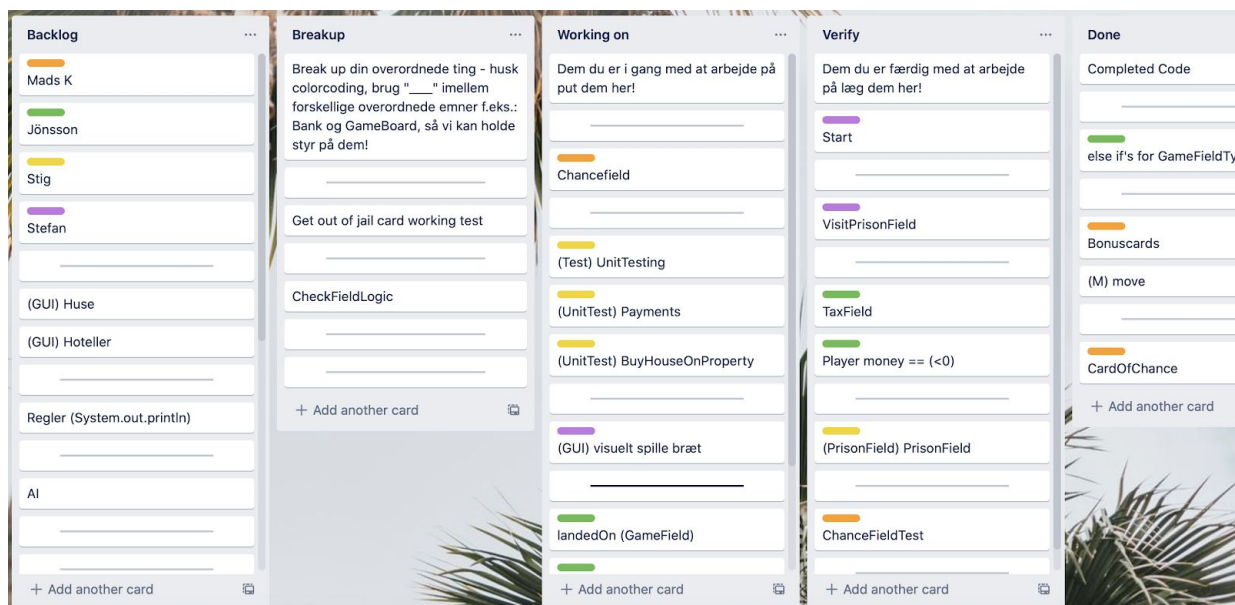 Backlog
Mads K
Jönsson
Stig
Stefan
(GUI) Huse
(GUI) Hoteller
Regler (System.out.println)
AI
+ Add another card
Breakup
Break up din overordnede ting - husk
colorcoding, brug "___" imellem
forskellige overordnede emner f.eks.:
Bank og GameBoard, så vi kan holde
styr på dem!
Get out of jail card working test
CheckFieldLogic
+ Add another card
Working on
Dem du er i gang med at arbejde på
put dem her!
Chancefield
(Test) UnitTesting
(UnitTest) Payments
(UnitTest) BuyHouseOnProperty
(GUI) visuelt spille bræt
landedOn (GameField)
+ Add another card
Verify
Dem du er færdig med at arbejde
på læg dem her!
Start
VisitPrisonField
TaxField
Player money == (<0)
(PrisonField) PrisonField
ChanceFieldTest
+ Add another card
Done
Completed Code
else if's for GameFieldTy
Bonuscards
(M) move
CardOfChance
+ Add another card